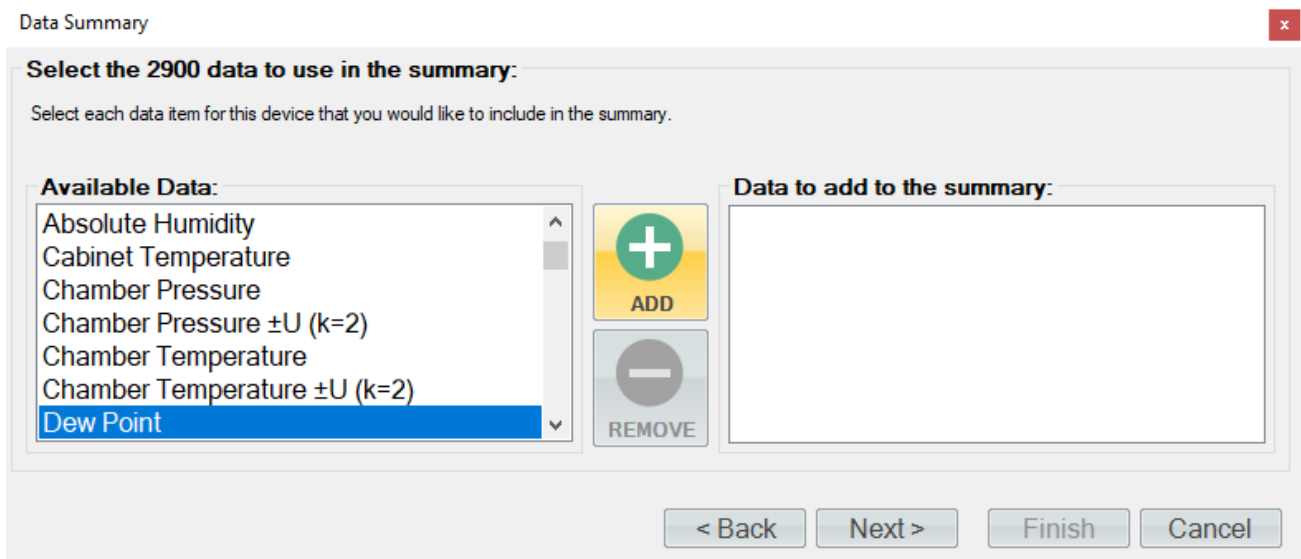 Data Summary
x
Select the 2900 data to use in the summary:
Select each data item for this device that you would like to include in the summary.
Available Data:
Absolute Humidity
Cabinet Temperature
Chamber Pressure
Chamber Pressure ±U (k=2)
Chamber Temperature
Chamber Temperature ±U (k=2)
Dew Point
ADD
REMOVE
Data to add to the summary:
< Back
Next >
Finish
Cancel